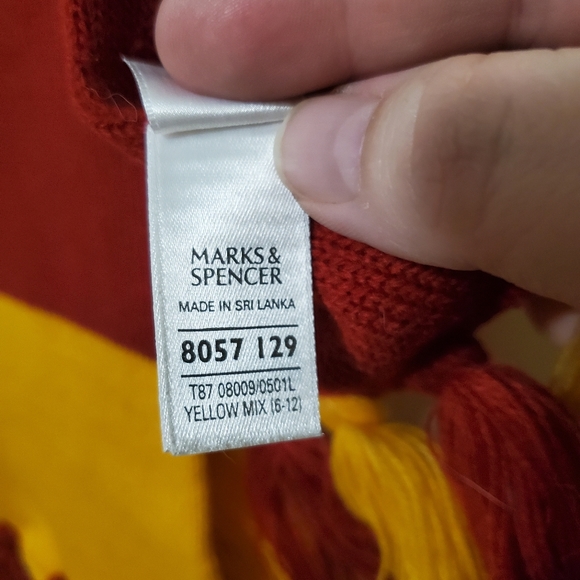 MARKS &
SPENCER
MADE IN SRI LANKA
8057 129
T87 08009/0501L
YELLOW MIX (6-12)